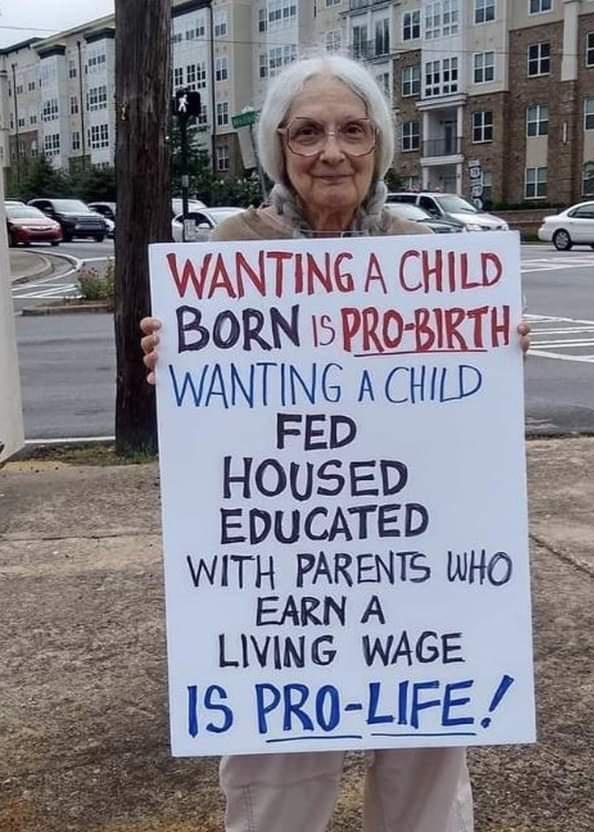 WANTING A CHILD
BORN IS PRO-BIRTH
WANTING A CHILD
FED
HOUSED
EDUCATED
WITH PARENTS WHO
EARN A
LIVING WAGE
IS PRO-LIFE!